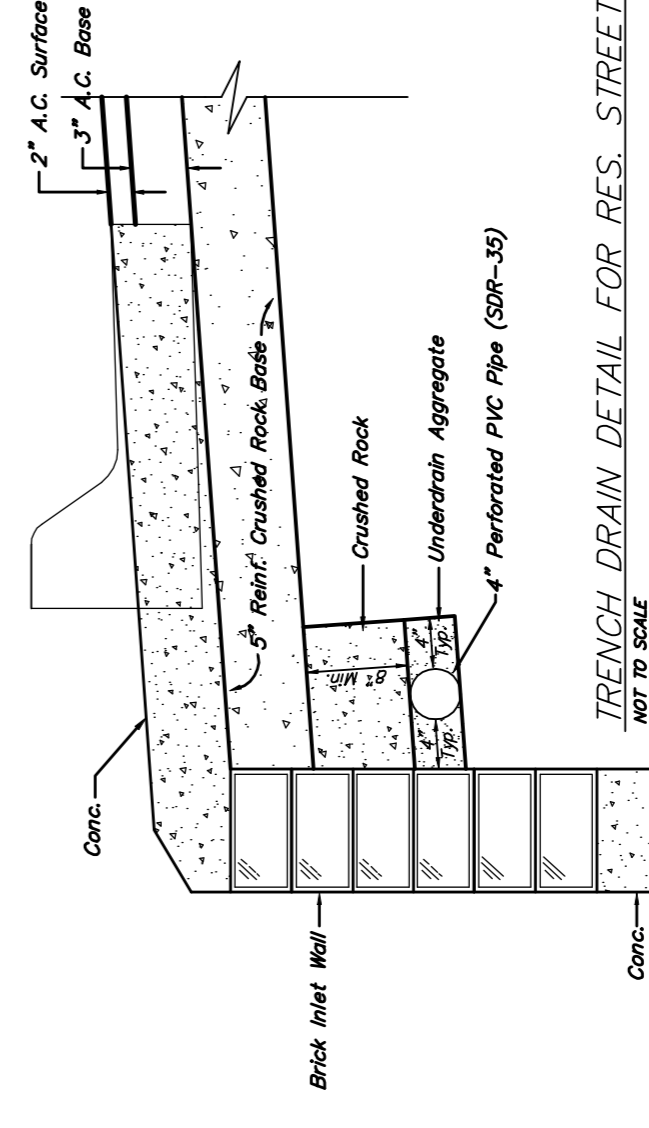 2" A.C. Surface
3" A.C. Base
Conc.
5" Reinf. Crushed Rock Base
Crushed Rock
8" Min.
Underdrain Aggregate
4"
Typ.
4"
Typ.
4" Perforated PVC Pipe (SDR-35)
Brick Inlet Wall
Conc.
TRENCH DRAIN DETAIL FOR RES. STREET
NOT TO SCALE